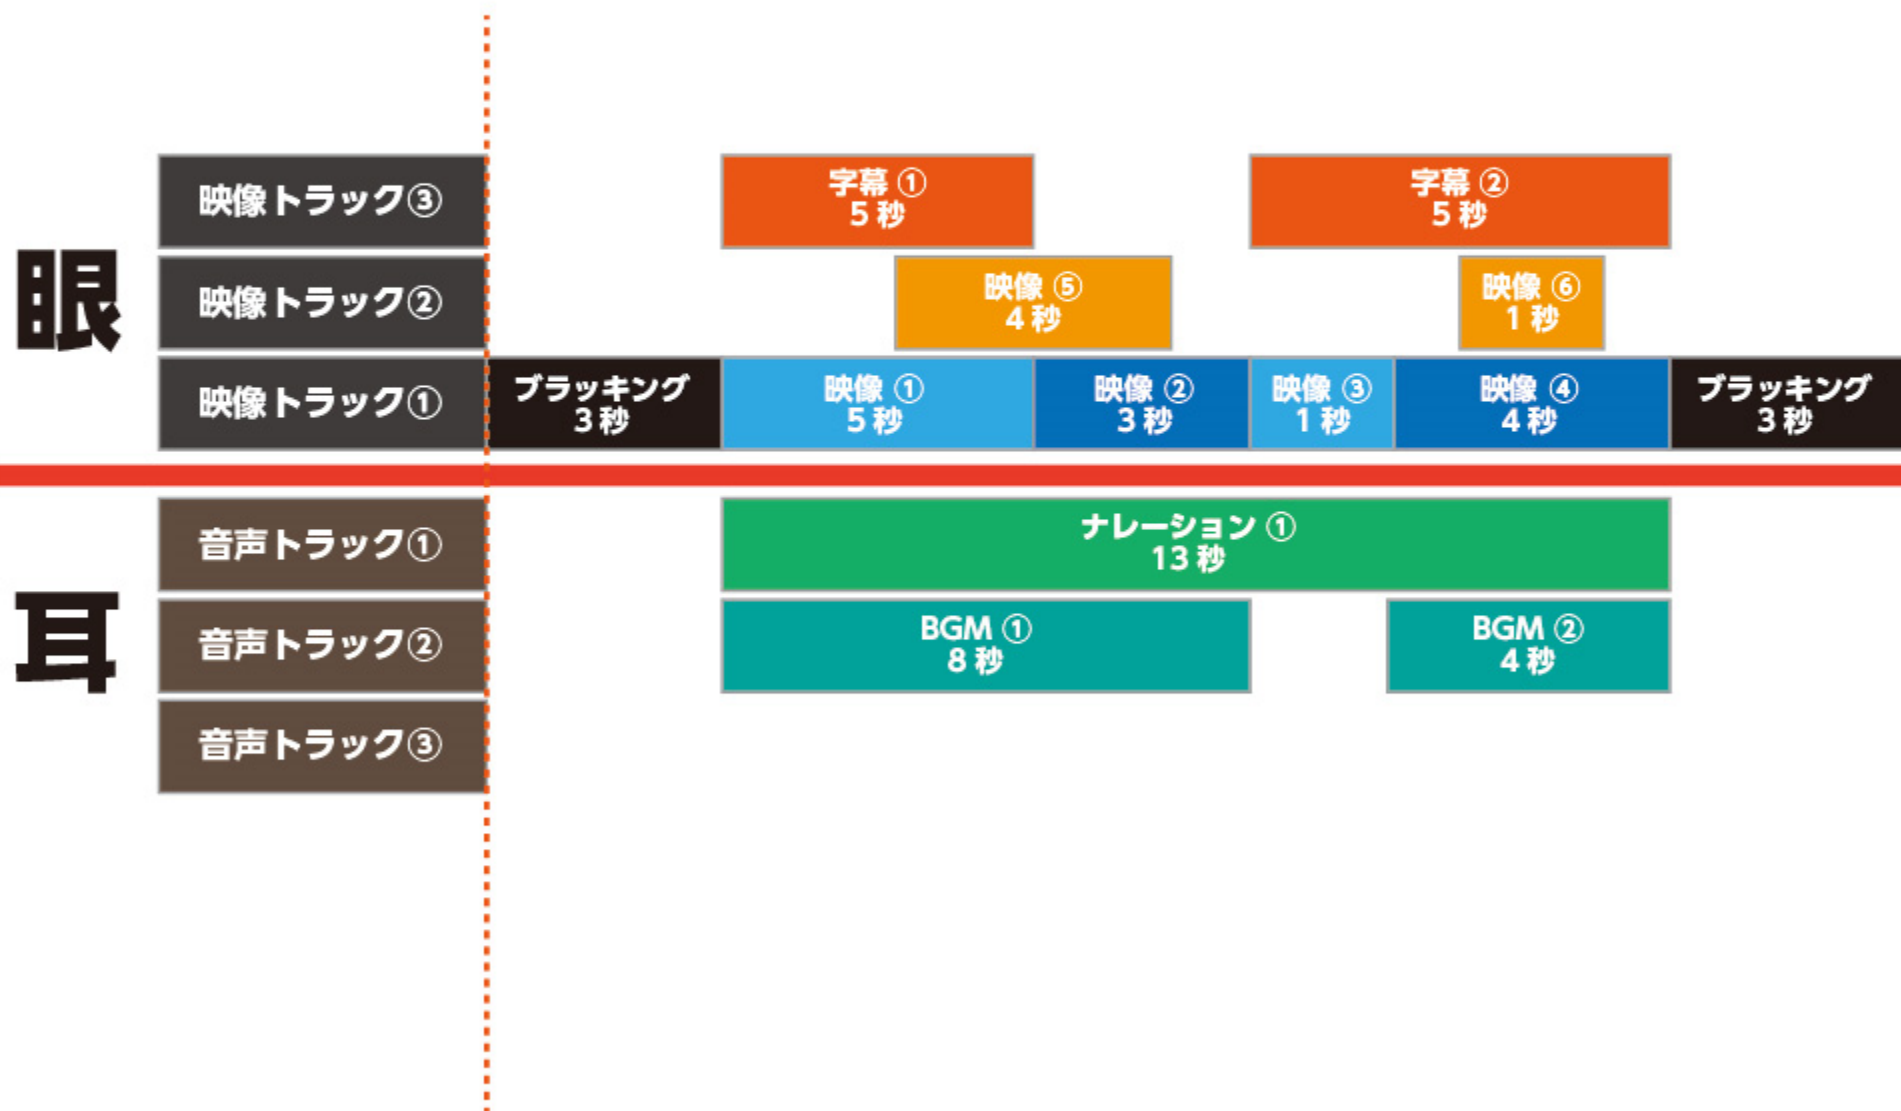 眼
映像トラック③
字幕 ①
5 秒
字幕 ②
5 秒
映像トラック②
映像 ⑤
4 秒
映像 ⑥
1 秒
映像トラック①
ブラッキング
3 秒
映像 ①
5 秒
映像 ②
3 秒
映像 ③
1 秒
映像 ④
4 秒
ブラッキング
3 秒
耳
音声トラック①
ナレーション ①
13 秒
音声トラック②
BGM ①
8 秒
BGM ②
4 秒
音声トラック③